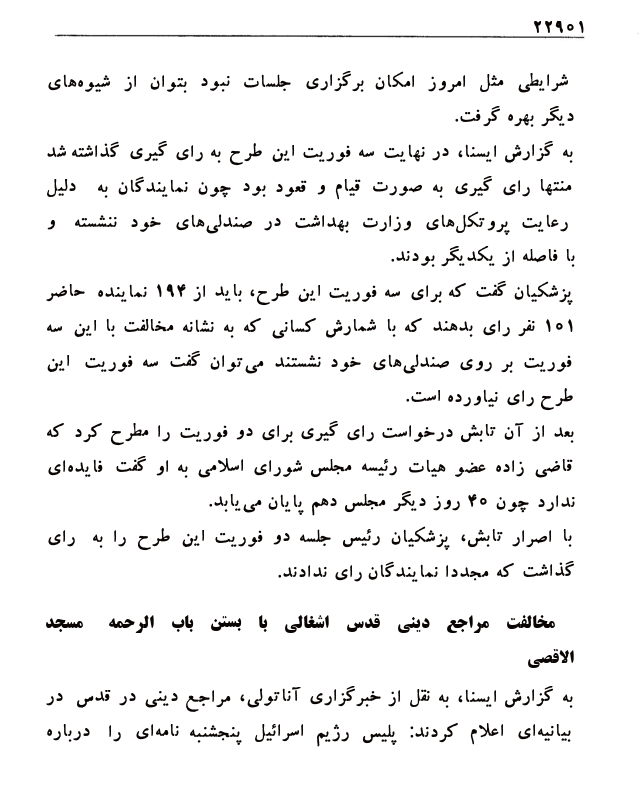 ۲۲۹۰۱
شرایطی مثل امروز امکان برگزاری جلسات نبود بتوان از شیوه‌های
دیگر بهره گرفت.
به گزارش ایسنا، در نهایت سه فوریت این طرح به رای گیری گذاشته شد
منتها رای گیری به صورت قیام و قعود بود چون نمایندگان به دلیل
رعایت پروتکل‌های وزارت بهداشت در صندلی‌های خود ننشسته و
با فاصله از یکدیگر بودند.
پزشکیان گفت که برای سه فوریت این طرح، باید از ۱۹۴ نماینده حاضر
۱۰۱ نفر رای بدهند که با شمارش کسانی که به نشانه مخالفت با این سه
فوریت بر روی صندلی‌های خود نشستند می‌توان گفت سه فوریت این
طرح رای نیاورده است.
بعد از آن تابش درخواست رای گیری برای دو فوریت را مطرح کرد که
قاضی زاده عضو هیات رئیسه مجلس شورای اسلامی به او گفت فایده‌ای
ندارد چون ۴۰ روز دیگر مجلس دهم پایان می‌یابد.
با اصرار تابش، پزشکیان رئیس جلسه دو فوریت این طرح را به رای
گذاشت که مجددا نمایندگان رای ندادند.
مخالفت مراجع دینی قدس اشغالی با بستن باب الرحمه مسجد
الاقصی
به گزارش ایسنا، به نقل از خبرگزاری آناتولی، مراجع دینی در قدس در
بیانیه‌ای اعلام کردند: پلیس رژیم اسرائیل پنجشنبه نامه‌ای را درباره